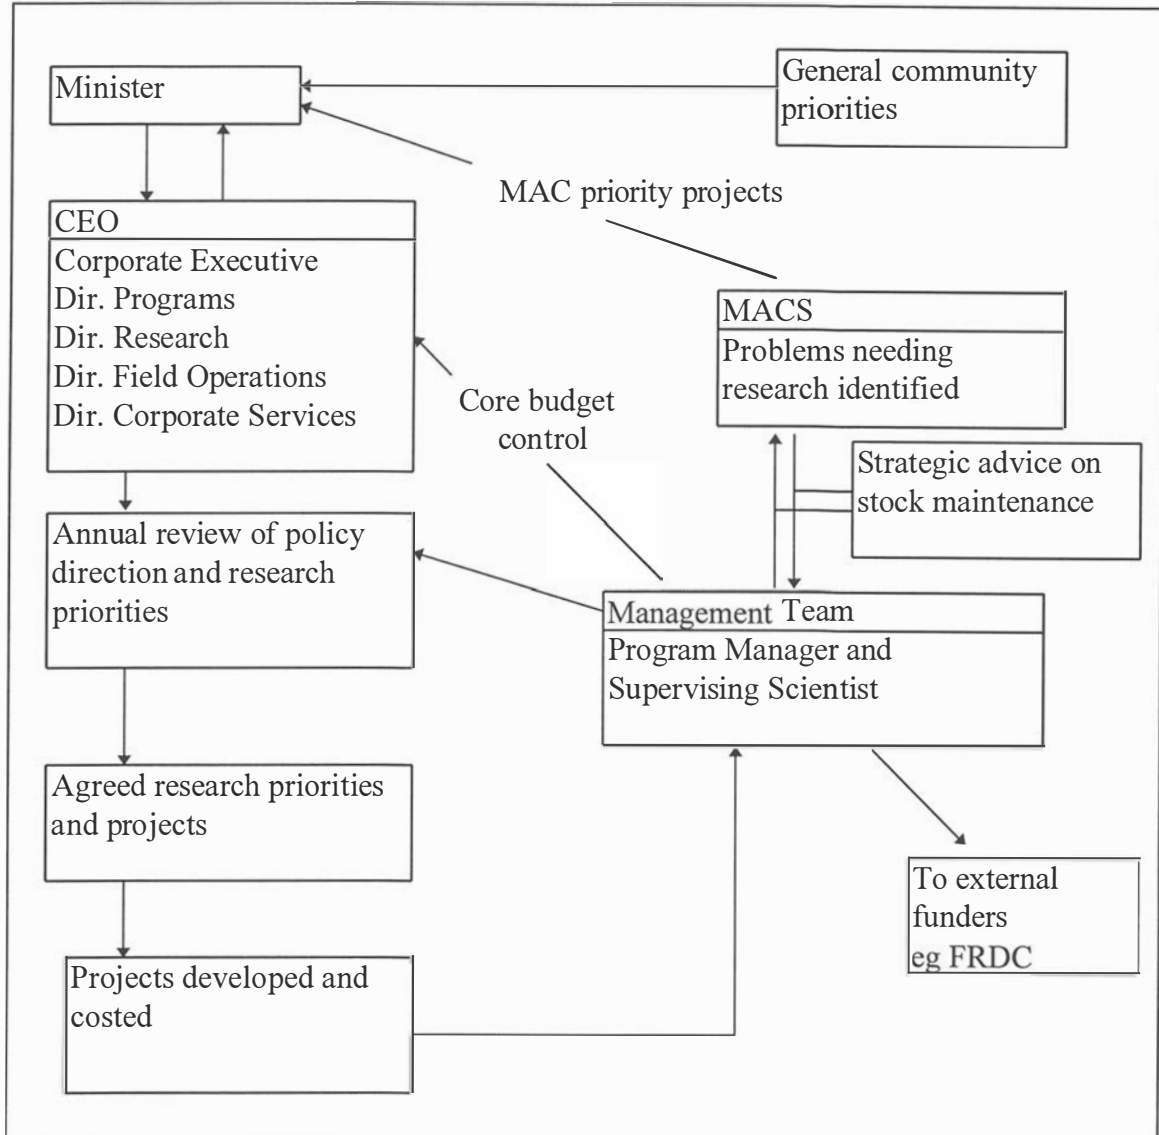 Minister
General community
priorities
MAC priority projects
CEO
Corporate Executive
Dir. Programs
Dir. Research
Dir. Field Operations
Dir. Corporate Services
MACS
Problems needing
research identified
Core budget
control
Strategic advice on
stock maintenance
Annual review of policy
direction and research
priorities
Management Team
Program Manager and
Supervising Scientist
Agreed research priorities
and projects
To external
funders
eg FRDC
Projects developed and
costed